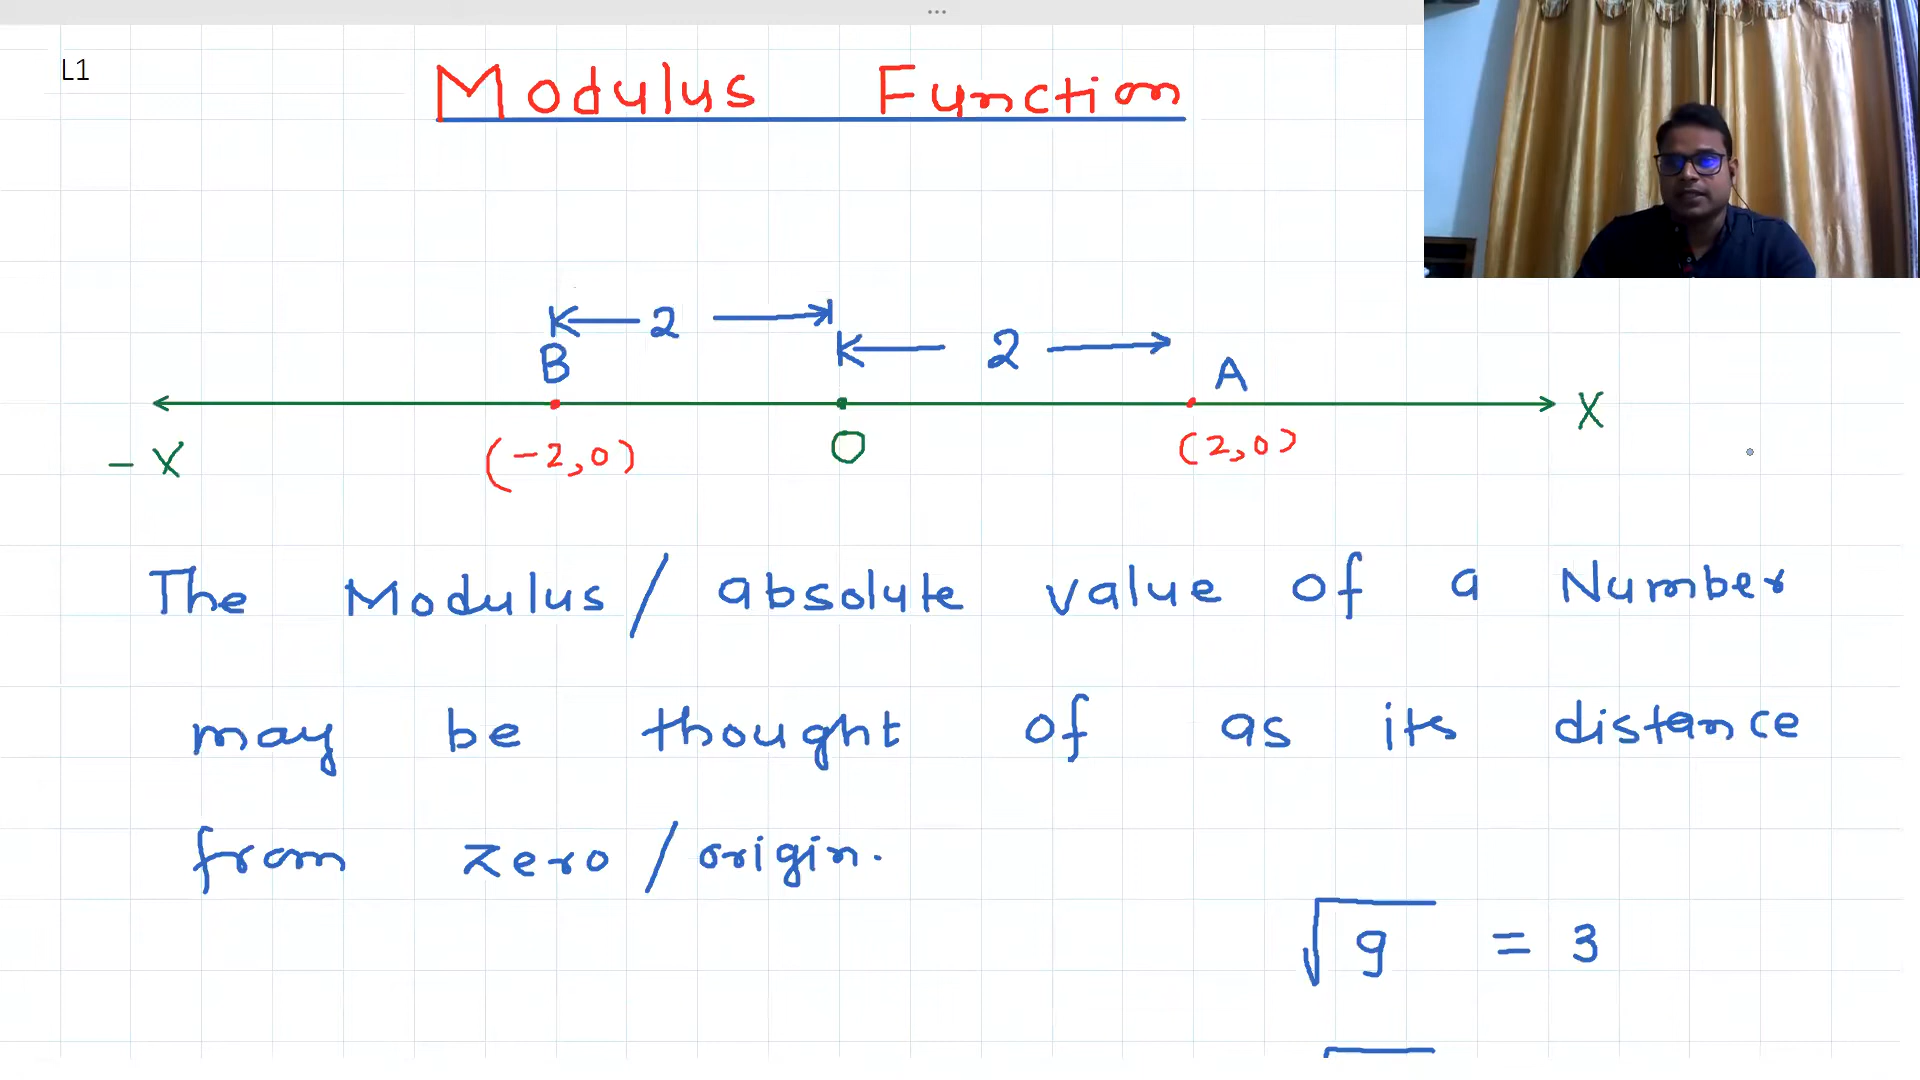 L1
Modulus Function
2
2
B
A
X
- X
(-2,0)
O
(2,0)
The Modulus/absolute value of a Number
may be thought of as its distance
from zero/origin.
√9 = 3